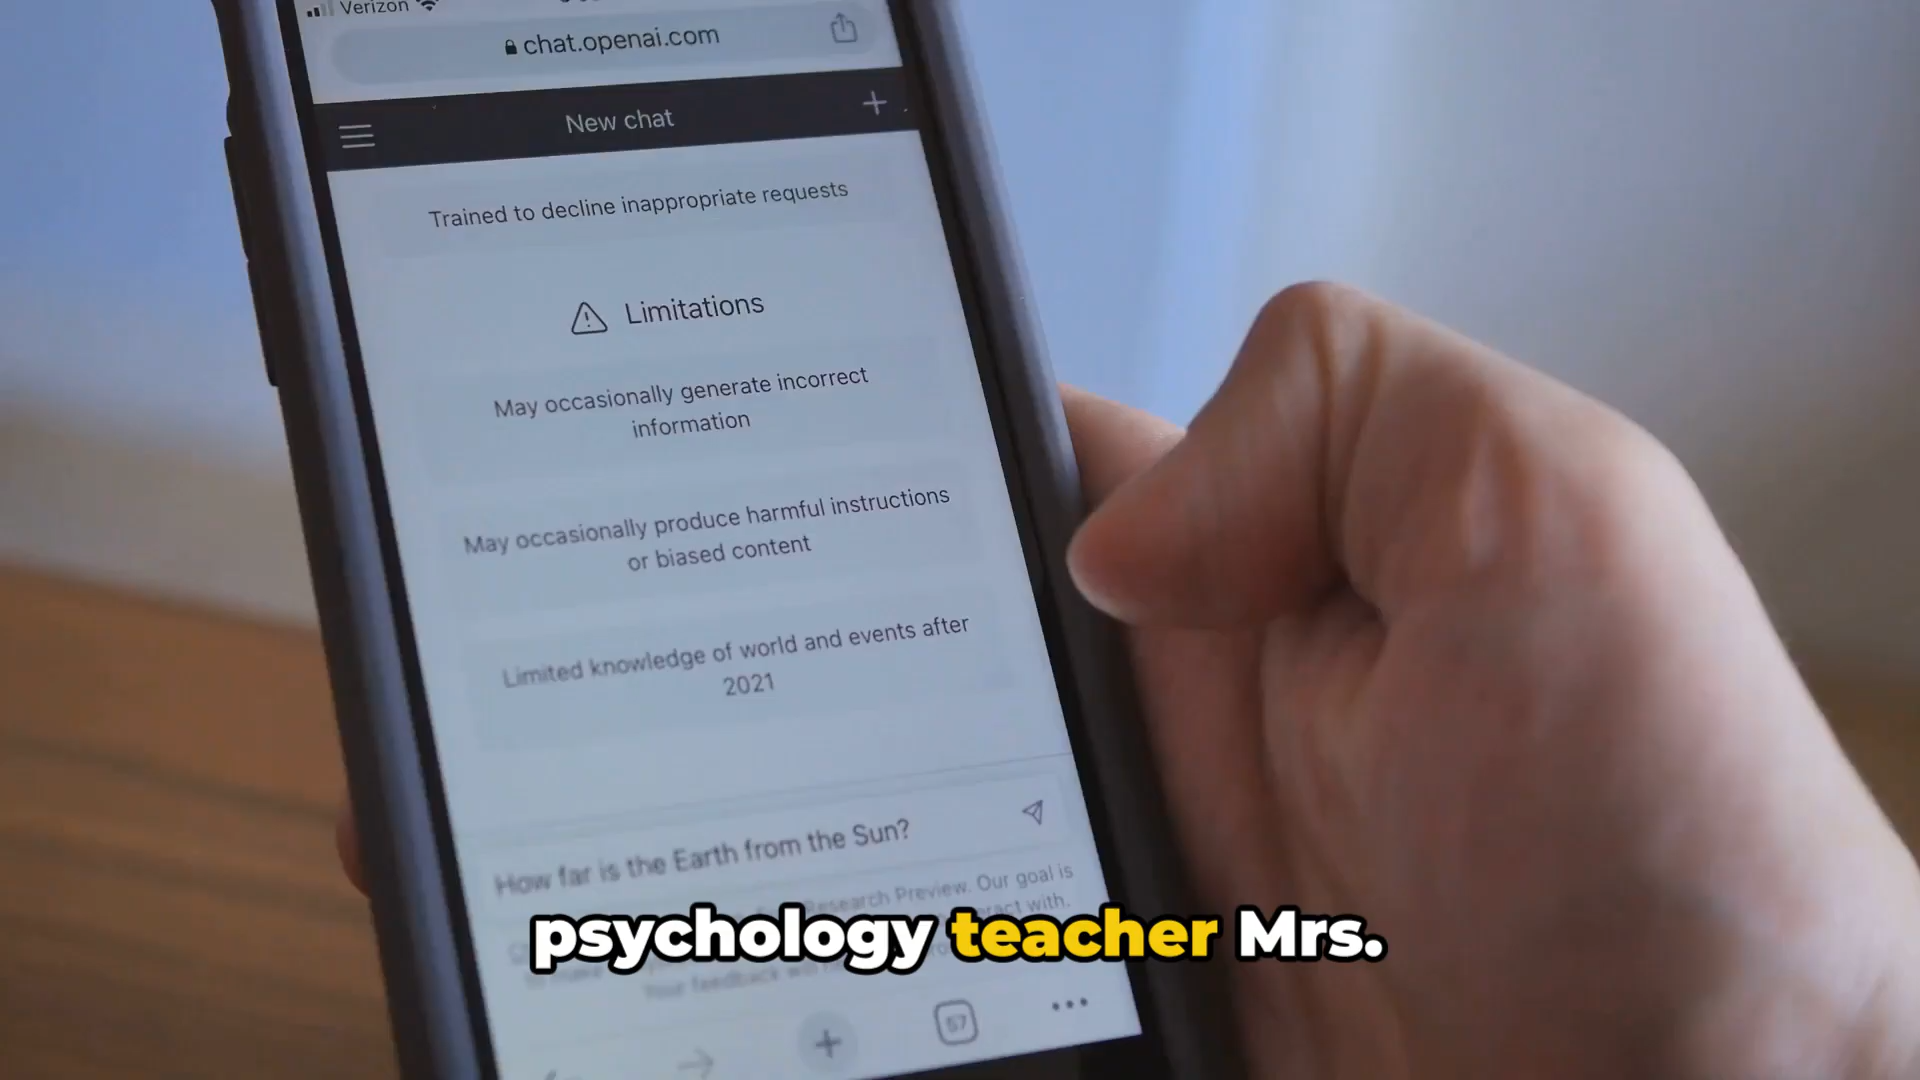 Verizon
chat.openai.com
New chat
Trained to decline inappropriate requests
Limitations
May occasionally generate incorrect
information
May occasionally produce harmful instructions
or biased content
Limited knowledge of world and events after
2021
How far is the Earth from the Sun?
Research Preview. Our goal is
with.
Your feedback will
psychology teacher Mrs.
57